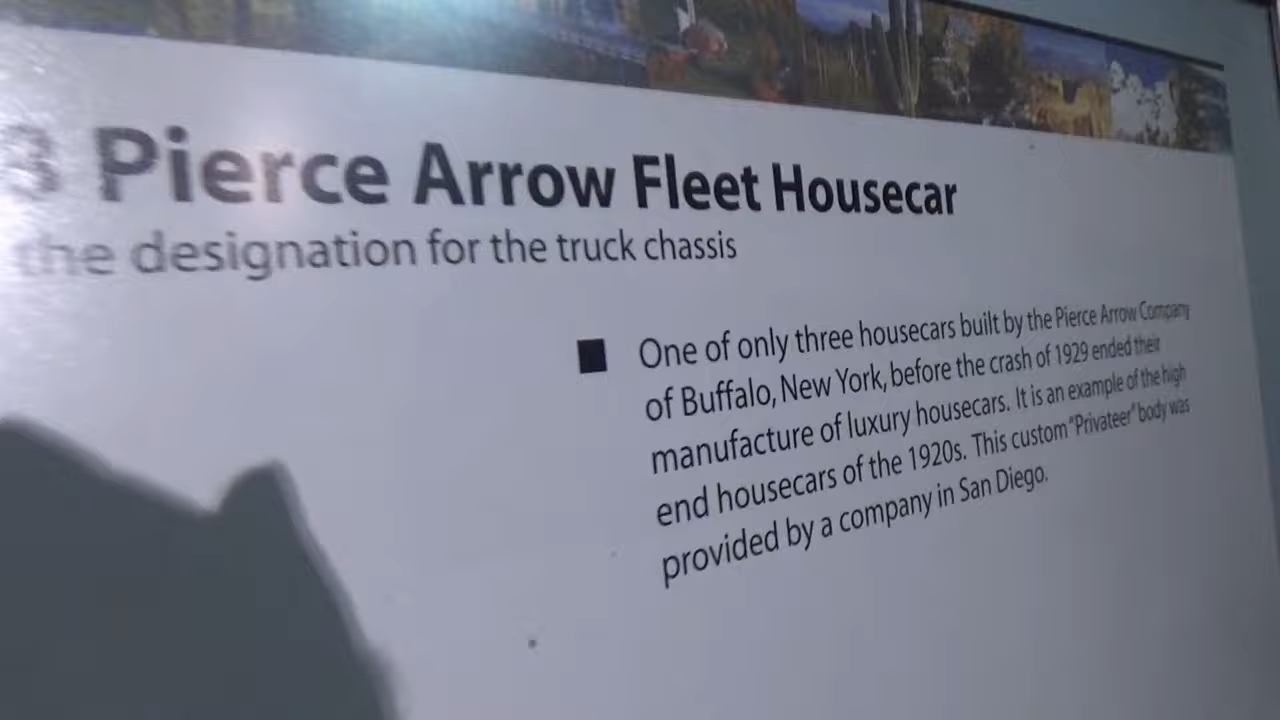 3 Pierce Arrow Fleet Housecar
the designation for the truck chassis
■ One of only three housecars built by the Pierce Arrow Company
of Buffalo, New York, before the crash of 1929 ended their
manufacture of luxury housecars. It is an example of the high
end housecars of the 1920s. This custom "Privateer" body was
provided by a company in San Diego.